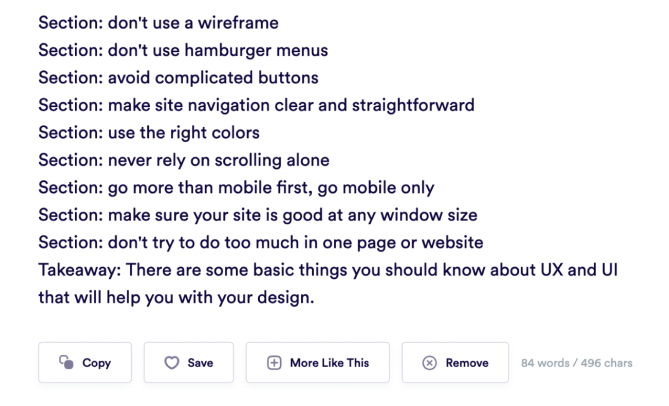 Section: don't use a wireframe
Section: don't use hamburger menus
Section: avoid complicated buttons
Section: make site navigation clear and straightforward
Section: use the right colors
Section: never rely on scrolling alone
Section: go more than mobile first, go mobile only
Section: make sure your site is good at any window size
Section: don't try to do too much in one page or website
Takeaway: There are some basic things you should know about UX and UI
that will help you with your design.
Copy Save More Like This Remove 84 words / 496 chars